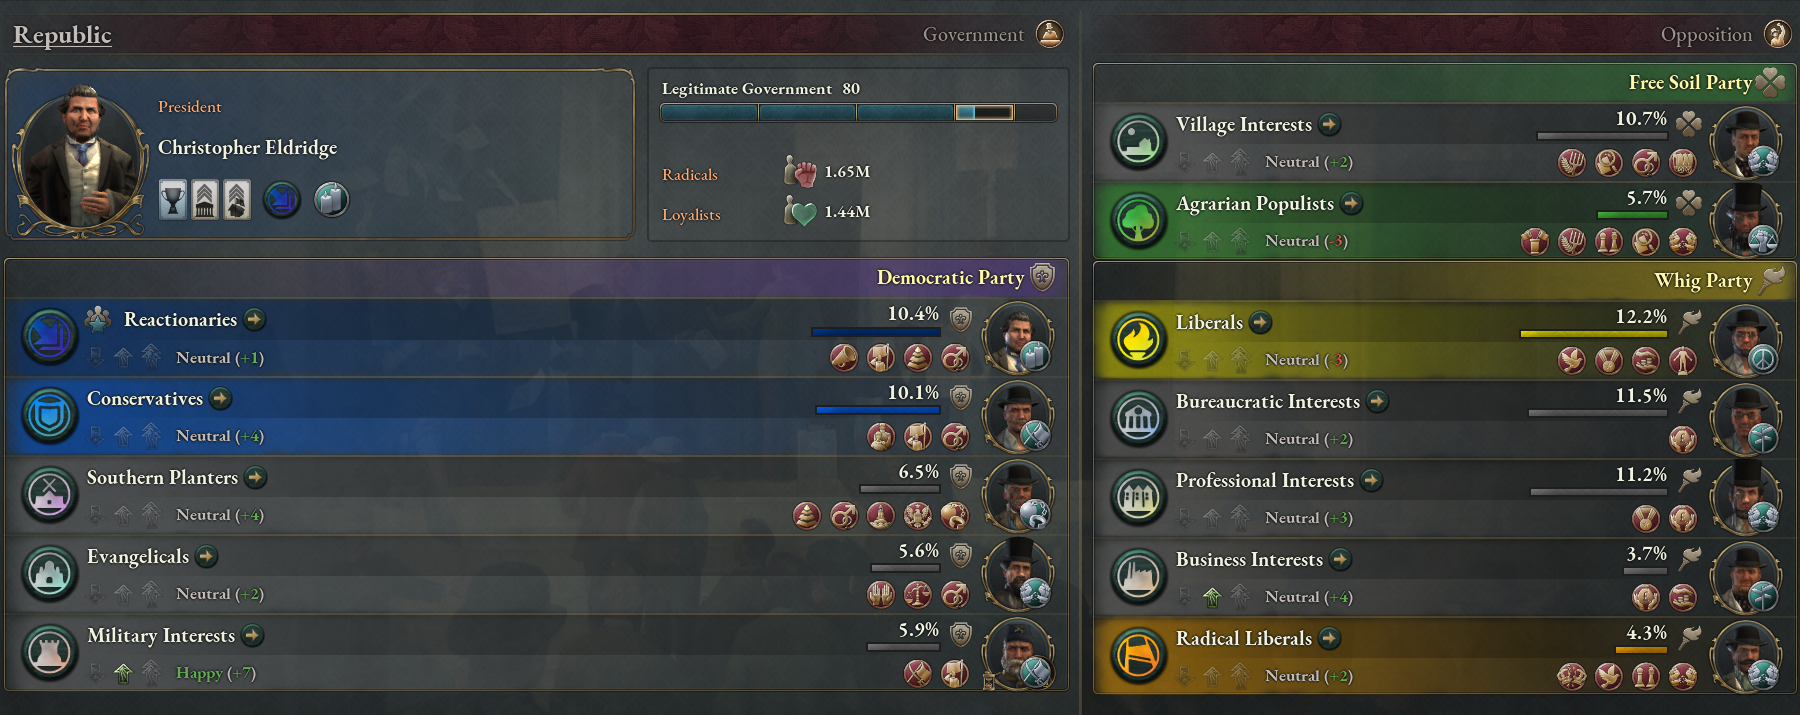 Republic
Government
President
Christopher Eldridge
Legitimate Government 80
Radicals 1.65M
Loyalists 1.44M
Democratic Party
Reactionaries 10.4%
Neutral (+1)
Conservatives 10.1%
Neutral (+4)
Southern Planters 6.5%
Neutral (+4)
Evangelicals 5.6%
Neutral (+2)
Military Interests 5.9%
Happy (+7)
Opposition
Free Soil Party
Village Interests 10.7%
Neutral (+2)
Agrarian Populists 5.7%
Neutral (-3)
Whig Party
Liberals 12.2%
Neutral (-3)
Bureaucratic Interests 11.5%
Neutral (+2)
Professional Interests 11.2%
Neutral (+3)
Business Interests 3.7%
Neutral (+4)
Radical Liberals 4.3%
Neutral (+2)